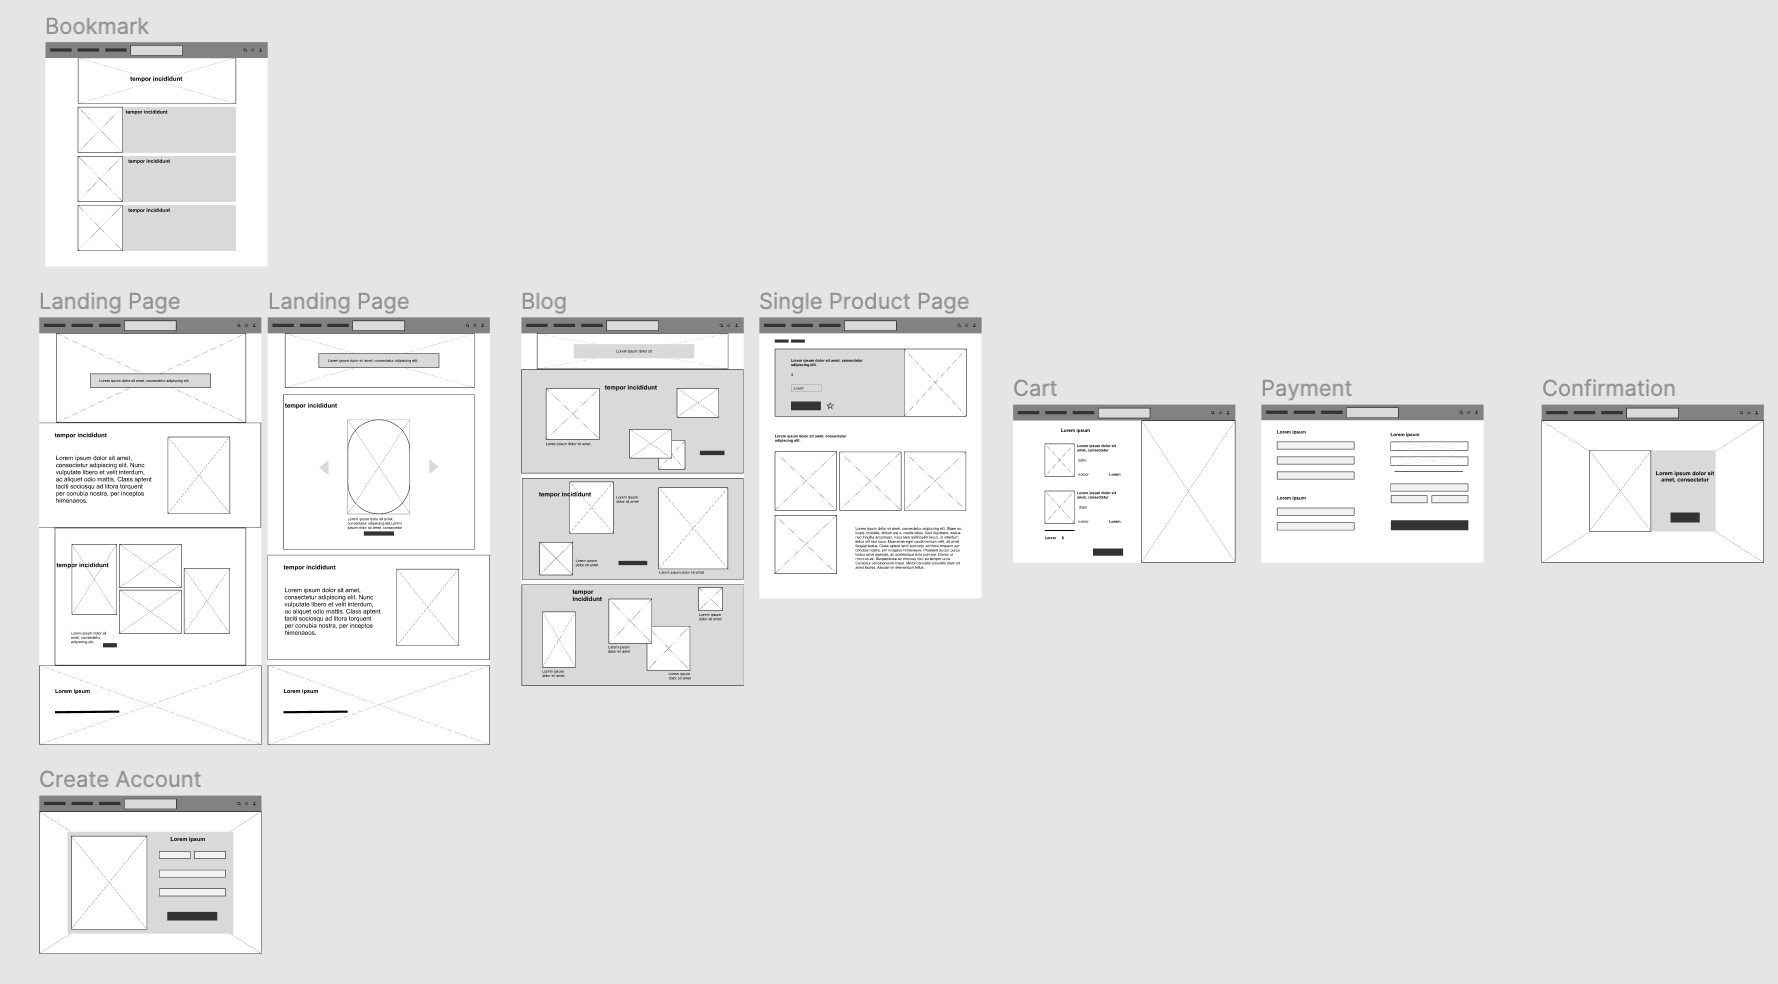 Bookmark
tempor incididunt
tempor incididunt
tempor incididunt
tempor incididunt
Landing Page
Lorem ipsum dolor sit amet, consectetur adipiscing elit.
tempor incididunt
Lorem ipsum dolor sit amet,
consectetur adipiscing elit. Nunc
vulputate libero et velit interdum,
ac aliquet odio mattis. Class aptent
taciti sociosqu ad litora torquent
per conubia nostra, per inceptos
himenaeos.
tempor incididunt
Lorem ipsum dolor sit
amet, consectetur
adipiscing elit.
Lorem ipsum
Landing Page
Lorem ipsum dolor sit amet, consectetur adipiscing elit.
tempor incididunt
Lorem ipsum dolor sit amet,
consectetur adipiscing elit.Lorem
ipsum dolor sit amet, consectetur
tempor incididunt
Lorem ipsum dolor sit amet,
consectetur adipiscing elit. Nunc
vulputate libero et velit interdum,
ac aliquet odio mattis. Class aptent
taciti sociosqu ad litora torquent
per conubia nostra, per inceptos
himenaeos.
Lorem ipsum
Blog
Lorem ipsum dolor sit
tempor incididunt
Lorem ipsum dolor sit amet
tempor incididunt
Lorem ipsum
dolor sit amet
Lorem ipsum
dolor sit amet
Lorem ipsum dolor sit amet
tempor
incididunt
Lorem ipsum
dolor sit amet
Lorem ipsum
dolor sit amet
Lorem ipsum
dolor sit amet
Lorem ipsum
dolor sit amet
Single Product Page
Lorem ipsum dolor sit amet, consectetur
adipiscing elit.
$
Lorem
Lorem ipsum dolor sit amet, consectetur
adipiscing elit.
Lorem ipsum dolor sit amet, consectetur adipiscing elit.
Cart
Lorem ipsum
Lorem ipsum dolor sit
amet, consectetur
dolor
Lorem
Lorem ipsum dolor sit
amet, consectetur
dolor
Lorem
Lorem $
Payment
Lorem ipsum
Lorem ipsum
Lorem ipsum
Confirmation
Lorem ipsum dolor sit
amet, consectetur
Create Account
Lorem ipsum